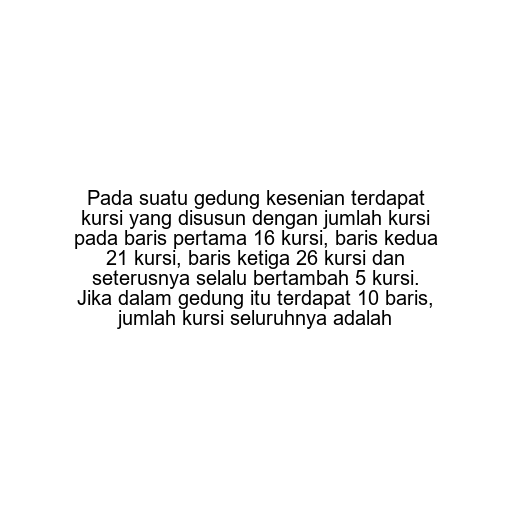 Pada suatu gedung kesenian terdapat
kursi yang disusun dengan jumlah kursi
pada baris pertama 16 kursi, baris kedua
21 kursi, baris ketiga 26 kursi dan
seterusnya selalu bertambah 5 kursi.
Jika dalam gedung itu terdapat 10 baris,
jumlah kursi seluruhnya adalah